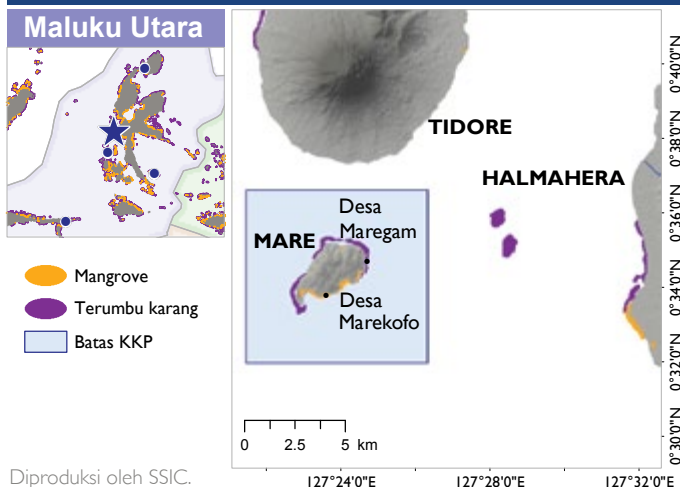 Maluku Utara
Mangrove
Terumbu karang
Batas KKP
Diproduksi oleh SSIC.
TIDORE
HALMAHERA
MARE
Desa
Maregam
Desa
Marekofo
0 2.5 5 km
0°40'0"N
0°38'0"N
0°36'0"N
0°34'0"N
0°32'0"N
0°30'0"N
127°24'0"E 127°28'0"E 127°32'0"E